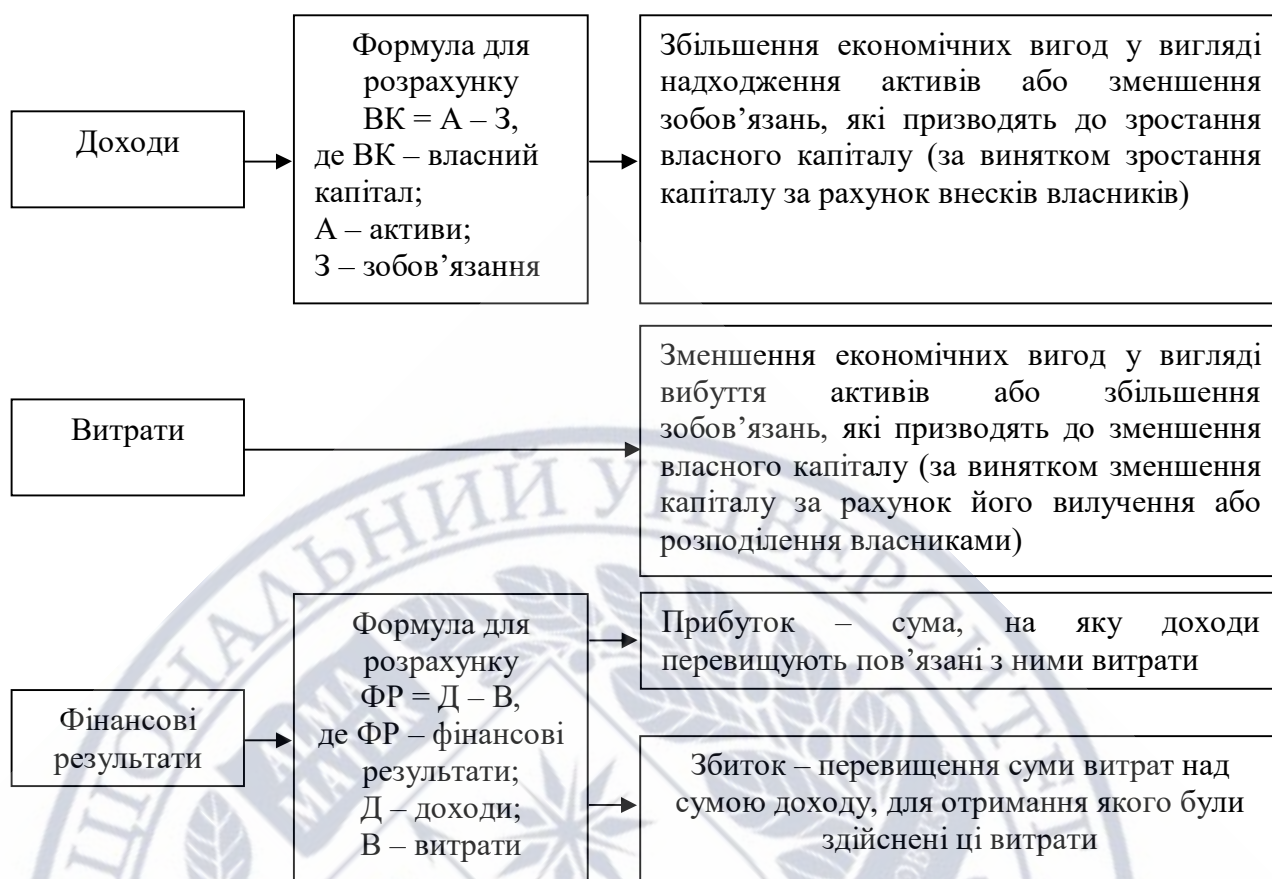 Доходи
Формула для
розрахунку
ВК = А – З,
де ВК – власний
капітал;
А – активи;
З – зобов’язання
Збільшення економічних вигод у вигляді
надходження активів або зменшення
зобов’язань, які призводять до зростання
власного капіталу (за винятком зростання
капіталу за рахунок внесків власників)
Витрати
Зменшення економічних вигод у вигляді
вибуття активів або збільшення
зобов’язань, які призводять до зменшення
власного капіталу (за винятком зменшення
капіталу за рахунок його вилучення або
розподілення власниками)
Фінансові
результати
Формула для
розрахунку
ФР = Д – В,
де ФР – фінансові
результати;
Д – доходи;
В – витрати
Прибуток – сума, на яку доходи
перевищують пов’язані з ними витрати
Збиток – перевищення суми витрат над
сумою доходу, для отримання якого були
здійснені ці витрати
НАЛЬНИЙ УНІВЕРСИТЕТ